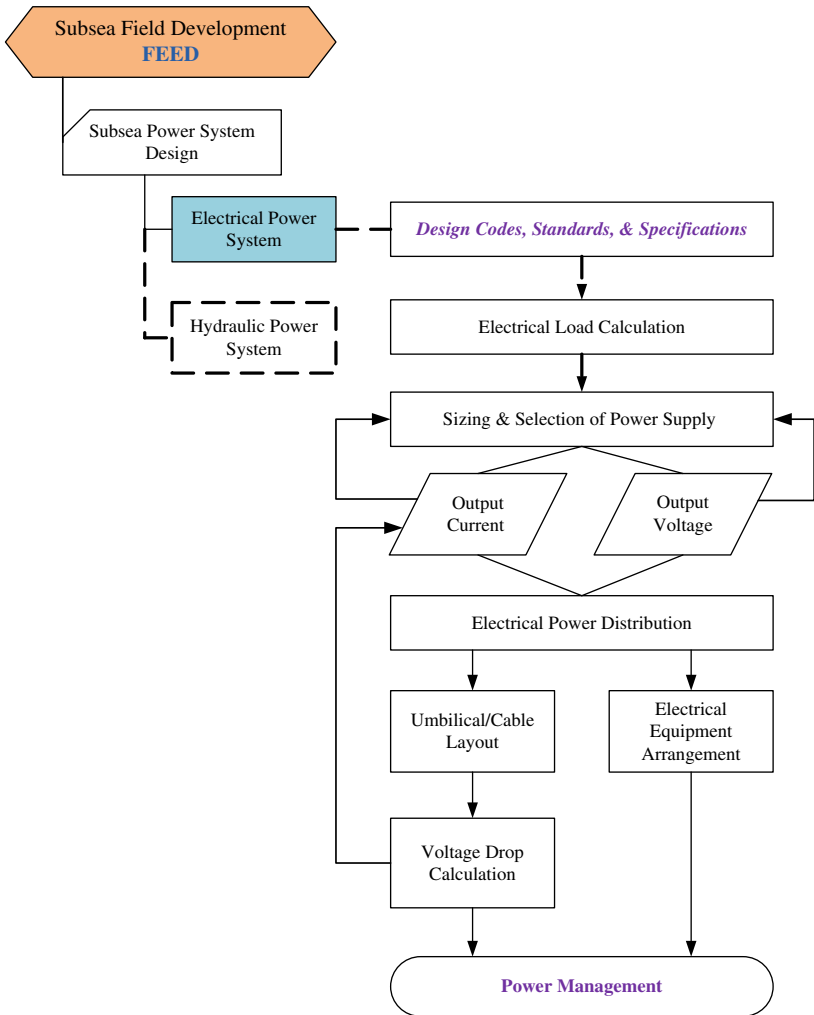 Subsea Field Development
FEED
Subsea Power System
Design
Electrical Power
System
Design Codes, Standards, & Specifications
Hydraulic Power
System
Electrical Load Calculation
Sizing & Selection of Power Supply
Output
Current
Output
Voltage
Electrical Power Distribution
Umbilical/Cable
Layout
Electrical
Equipment
Arrangement
Voltage Drop
Calculation
Power Management